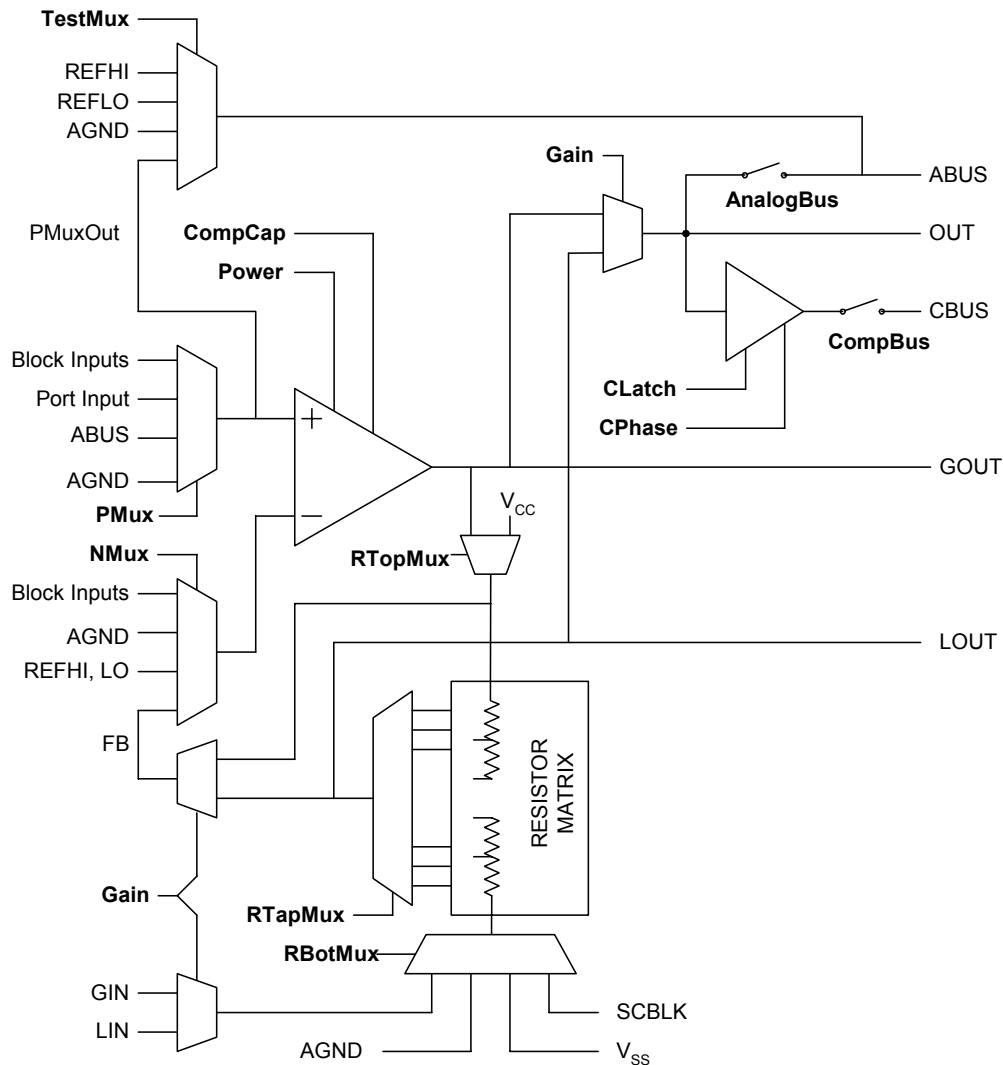 TestMux
REFHI
REFLO
AGND
Gain
ABUS
AnalogBus
PMuxOut
CompCap
OUT
Power
CBUS
CompBus
Block Inputs
Port Input
CLatch
ABUS
CPhase
AGND
GOUT
PMux
VCC
NMux
RTopMux
Block Inputs
AGND
LOUT
REFHI, LO
FB
RESISTOR
MATRIX
Gain
RTapMux
RBotMux
GIN
SCBLK
LIN
AGND
VSS